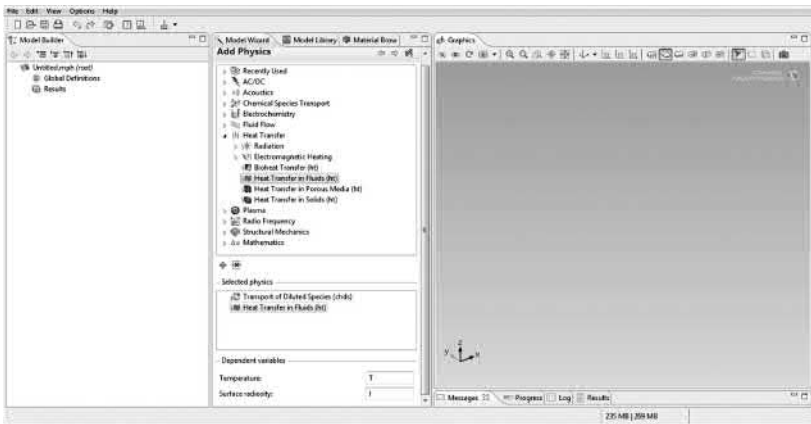 File Edit View Options Help
Model Builder
Untitled.mph (root)
Global Definitions
Results
Model Wizard
Model Library
Material Brow
Add Physics
Recently Used
AC/DC
Acoustics
Chemical Species Transport
Electrochemistry
Fluid Flow
Heat Transfer
Radiation
Electromagnetic Heating
Bioheat Transfer (ht)
Heat Transfer in Fluids (ht)
Heat Transfer in Porous Media (ht)
Heat Transfer in Solids (ht)
Plasma
Radio Frequency
Structural Mechanics
Δu Mathematics
Selected physics
Transport of Diluted Species (chds)
Heat Transfer in Fluids (ht)
Dependent variables
Temperature: T
Surface radiosity: J
Graphics
z
y x
Messages
Progress
Log
Results
235 MB | 269 MB